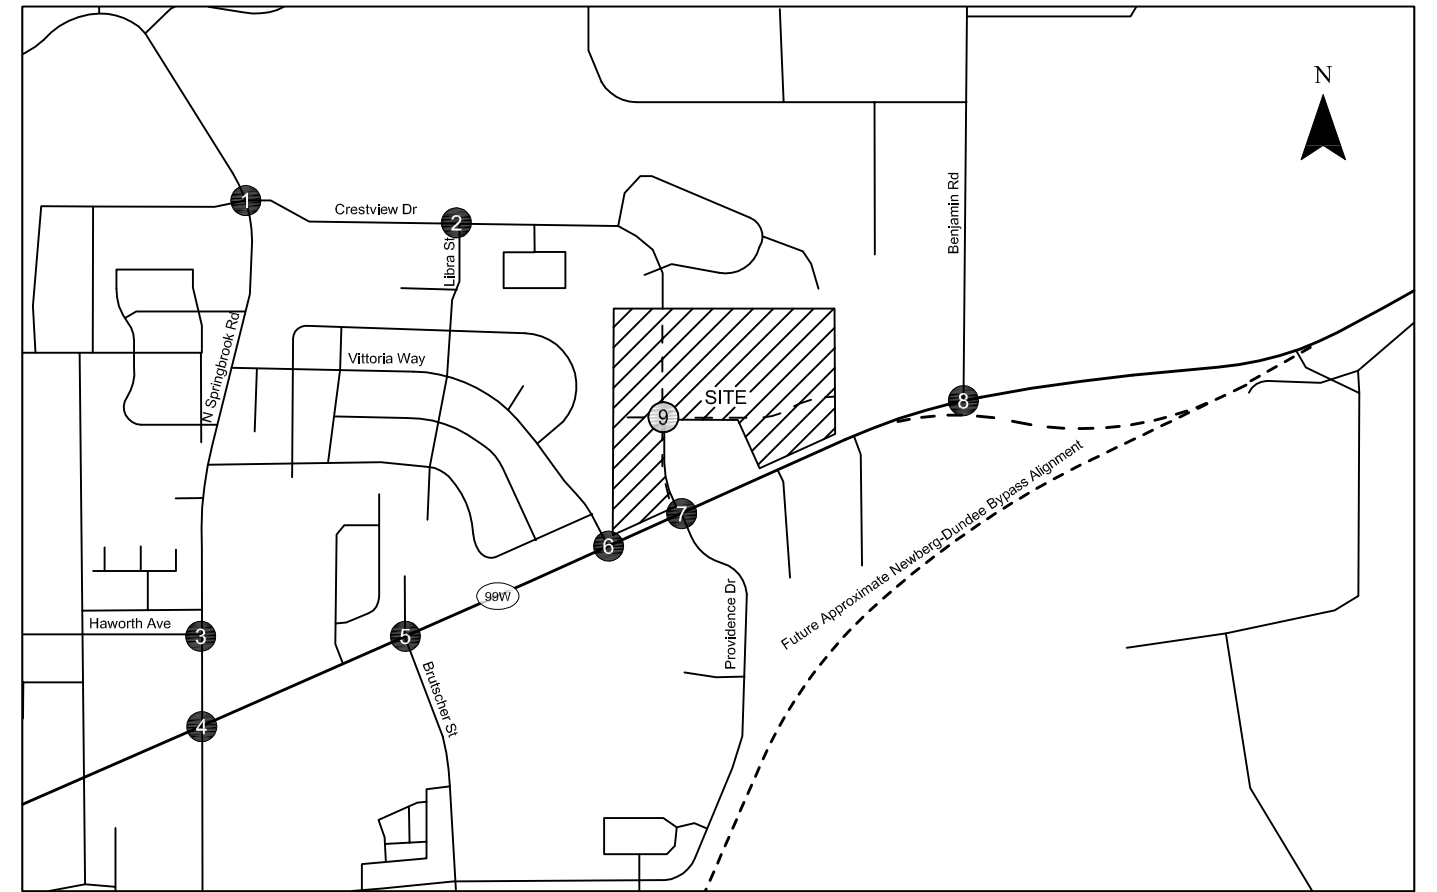 N
1
Crestview Dr
2
Libra St
Benjamin Rd
N Springbrook Rd
Vittoria Way
SITE
9
8
7
6
99W
Future Approximate Newberg-Dundee Bypass Alignment
Haworth Ave
3
5
Providence Dr
Brutscher St
4